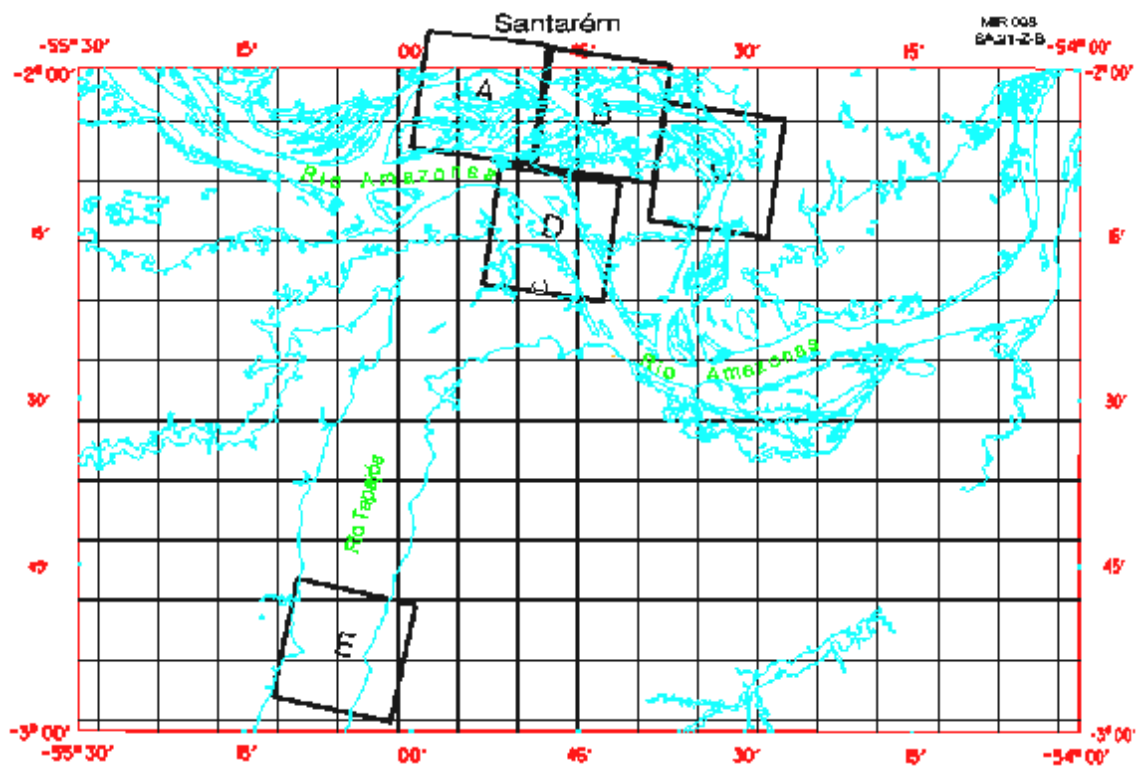 Santarém
MIR 098
SA.21-Z-B
-55° 30' 15' 00' 45' 30' 15' -54° 00'
-2° 00' -2° 00'
A
B
Rio Amazonas
D
15' 15'
Rio Amazonas
30' 30'
Rio Tapajós
45' 45'
E
-3° 00' -3° 00'
-55° 30' 15' 00' 45' 30' 15' -54° 00'